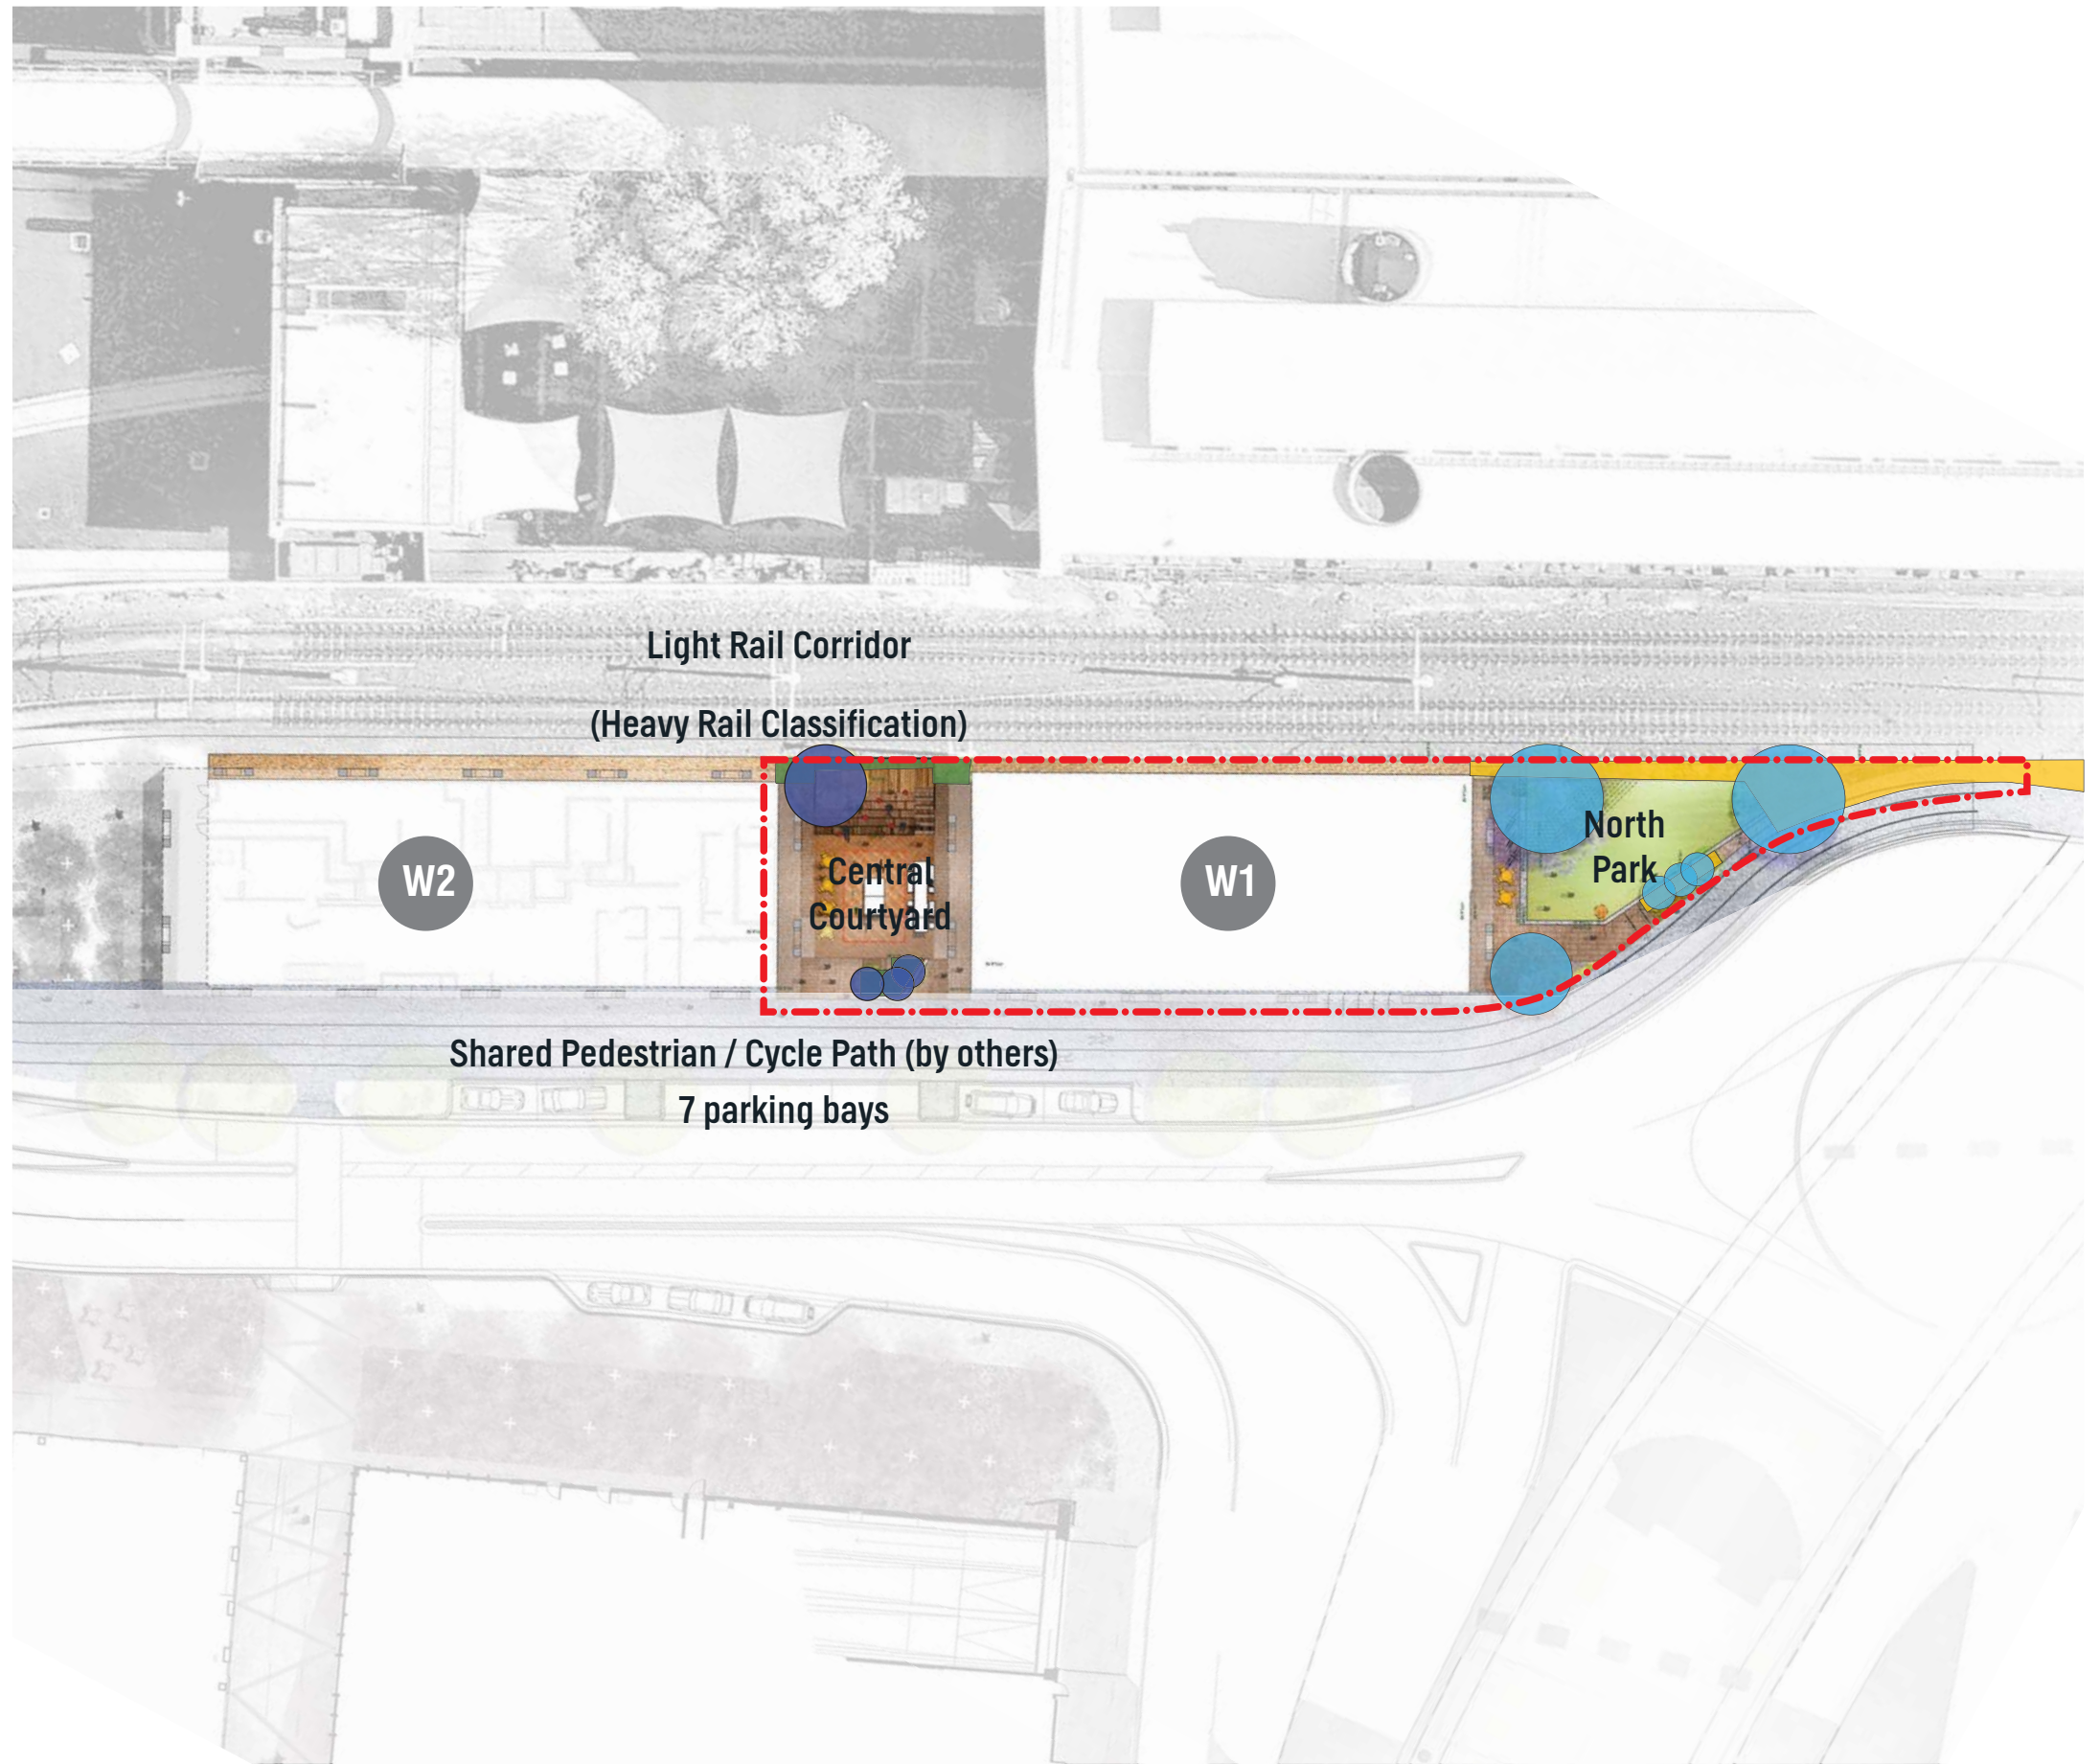 Light Rail Corridor
(Heavy Rail Classification)
W2
Central
Courtyard
W1
North
Park
Shared Pedestrian / Cycle Path (by others)
7 parking bays